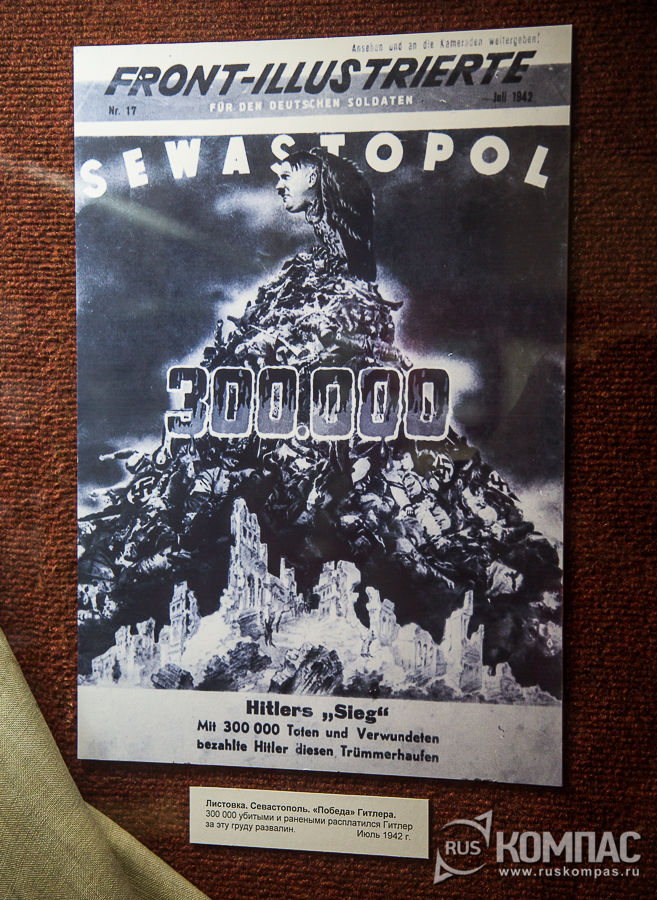 Ansehen und an die Kameraden weitergeben!
FRONT-ILLUSTRIERTE
FÜR DEN DEUTSCHEN SOLDATEN
Nr. 17
Juli 1942
SEWASTOPOL
300.000
Hitlers „Sieg“
Mit 300 000 Toten und Verwundeten
bezahlte Hitler diesen Trümmerhaufen
Листовка. Севастополь. «Победа» Гитлера.
300 000 убитыми и ранеными расплатился Гитлер
за эту груду развалин. Июль 1942 г.
RUS КОМПАС
www.ruskompas.ru